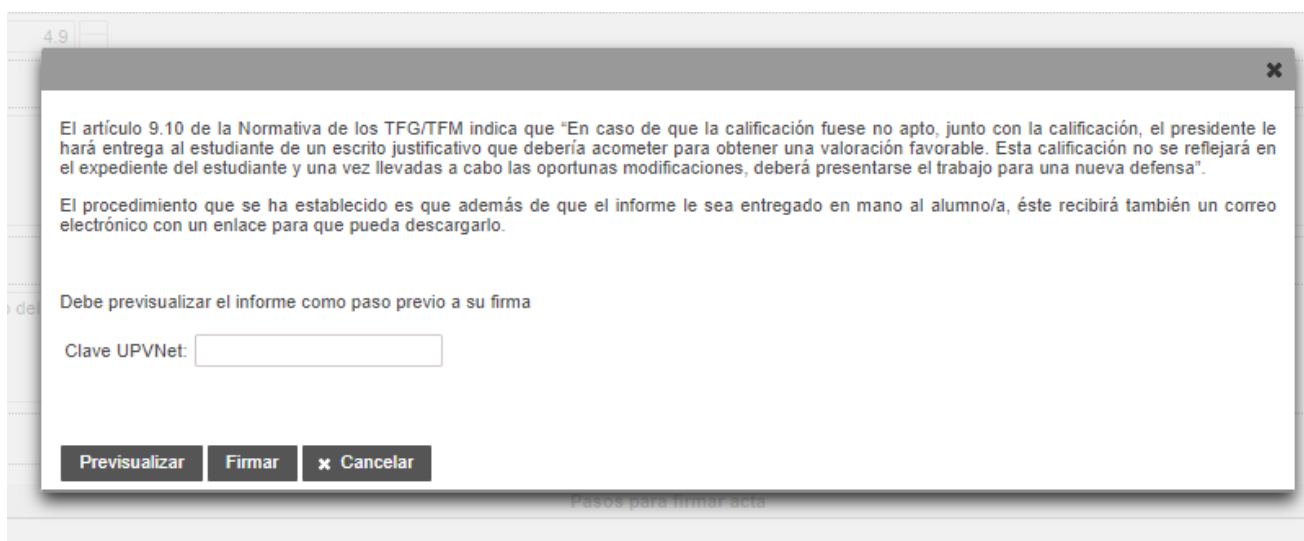 4.9
El artículo 9.10 de la Normativa de los TFG/TFM indica que “En caso de que la calificación fuese no apto, junto con la calificación, el presidente le
hará entrega al estudiante de un escrito justificativo que debería acometer para obtener una valoración favorable. Esta calificación no se reflejará en
el expediente del estudiante y una vez llevadas a cabo las oportunas modificaciones, deberá presentarse el trabajo para una nueva defensa”.
El procedimiento que se ha establecido es que además de que el informe le sea entregado en mano al alumno/a, éste recibirá también un correo
electrónico con un enlace para que pueda descargarlo.
Debe previsualizar el informe como paso previo a su firma
Clave UPVNet:
Previsualizar Firmar × Cancelar
Pasos para firmar acta